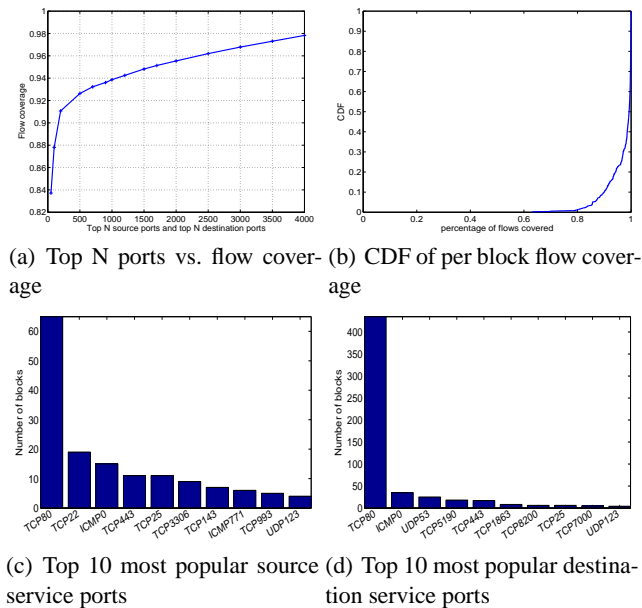 1
0.98
0.96
0.94
0.92
0.9
0.88
0.86
0.84
0.82
Flow coverage
0 500 1000 1500 2000 2500 3000 3500 4000
Top N source ports and top N destination ports
1
0.9
0.8
0.7
0.6
0.5
0.4
0.3
0.2
0.1
0
CDF
0 0.2 0.4 0.6 0.8 1
percentage of flows covered
(a) Top N ports vs. flow coverage
age
(b) CDF of per block flow cover-
age
60
50
40
30
20
10
0
Number of blocks
TCP80 TCP22 ICMP0 TCP443 TCP25 TCP3306 TCP143 ICMP771 TCP993 UDP123
400
350
300
250
200
150
100
50
0
Number of blocks
TCP80 ICMP0 UDP53 TCP5190 TCP443 TCP1863 TCP8200 TCP25 TCP7000 UDP123
(c) Top 10 most popular source
service ports
(d) Top 10 most popular destina-
tion service ports